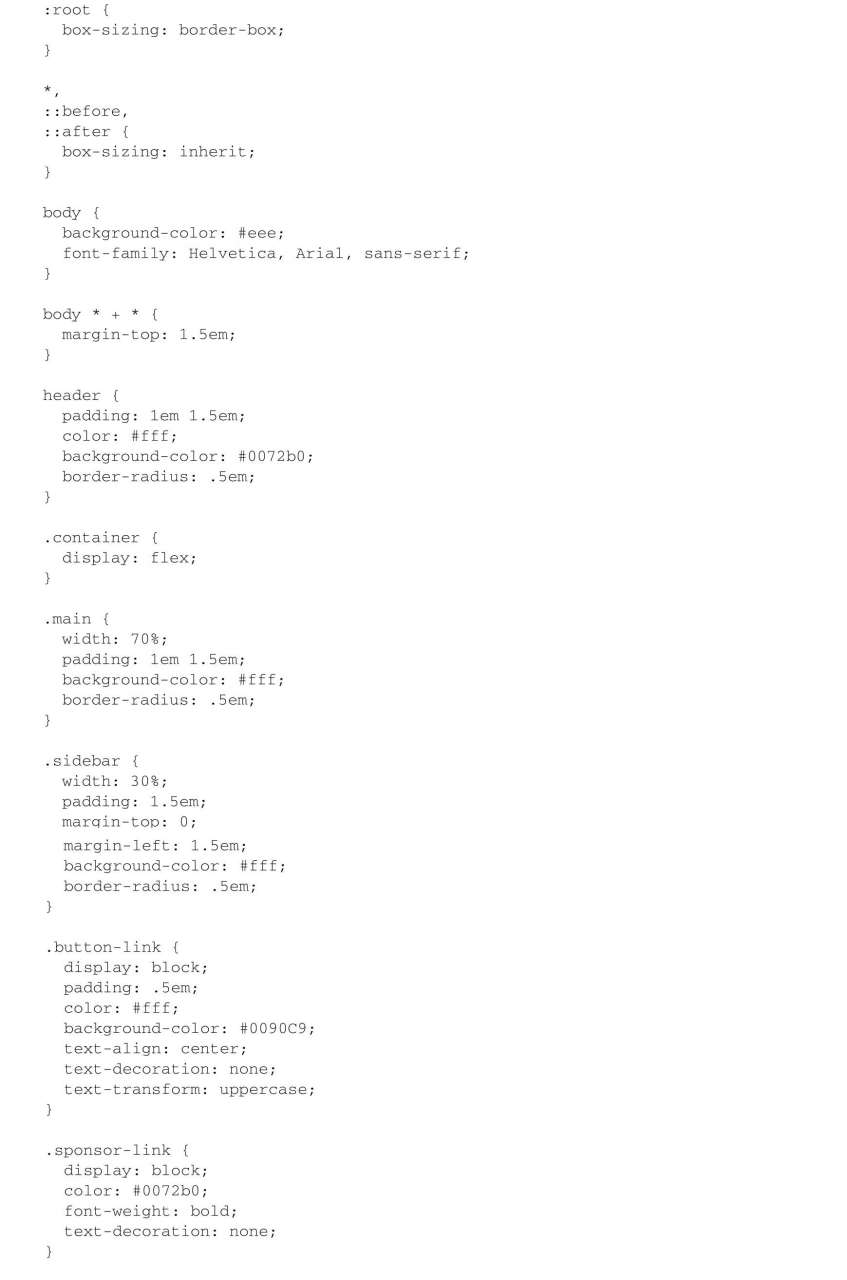 :root {
  box-sizing: border-box;
}

*,
::before,
::after {
  box-sizing: inherit;
}

body {
  background-color: #eee;
  font-family: Helvetica, Arial, sans-serif;
}

body * + * {
  margin-top: 1.5em;
}

header {
  padding: 1em 1.5em;
  color: #fff;
  background-color: #0072b0;
  border-radius: .5em;
}

.container {
  display: flex;
}

.main {
  width: 70%;
  padding: 1em 1.5em;
  background-color: #fff;
  border-radius: .5em;
}

.sidebar {
  width: 30%;
  padding: 1.5em;
  margin-top: 0;
  margin-left: 1.5em;
  background-color: #fff;
  border-radius: .5em;
}

.button-link {
  display: block;
  padding: .5em;
  color: #fff;
  background-color: #0090C9;
  text-align: center;
  text-decoration: none;
  text-transform: uppercase;
}

.sponsor-link {
  display: block;
  color: #0072b0;
  font-weight: bold;
  text-decoration: none;
}